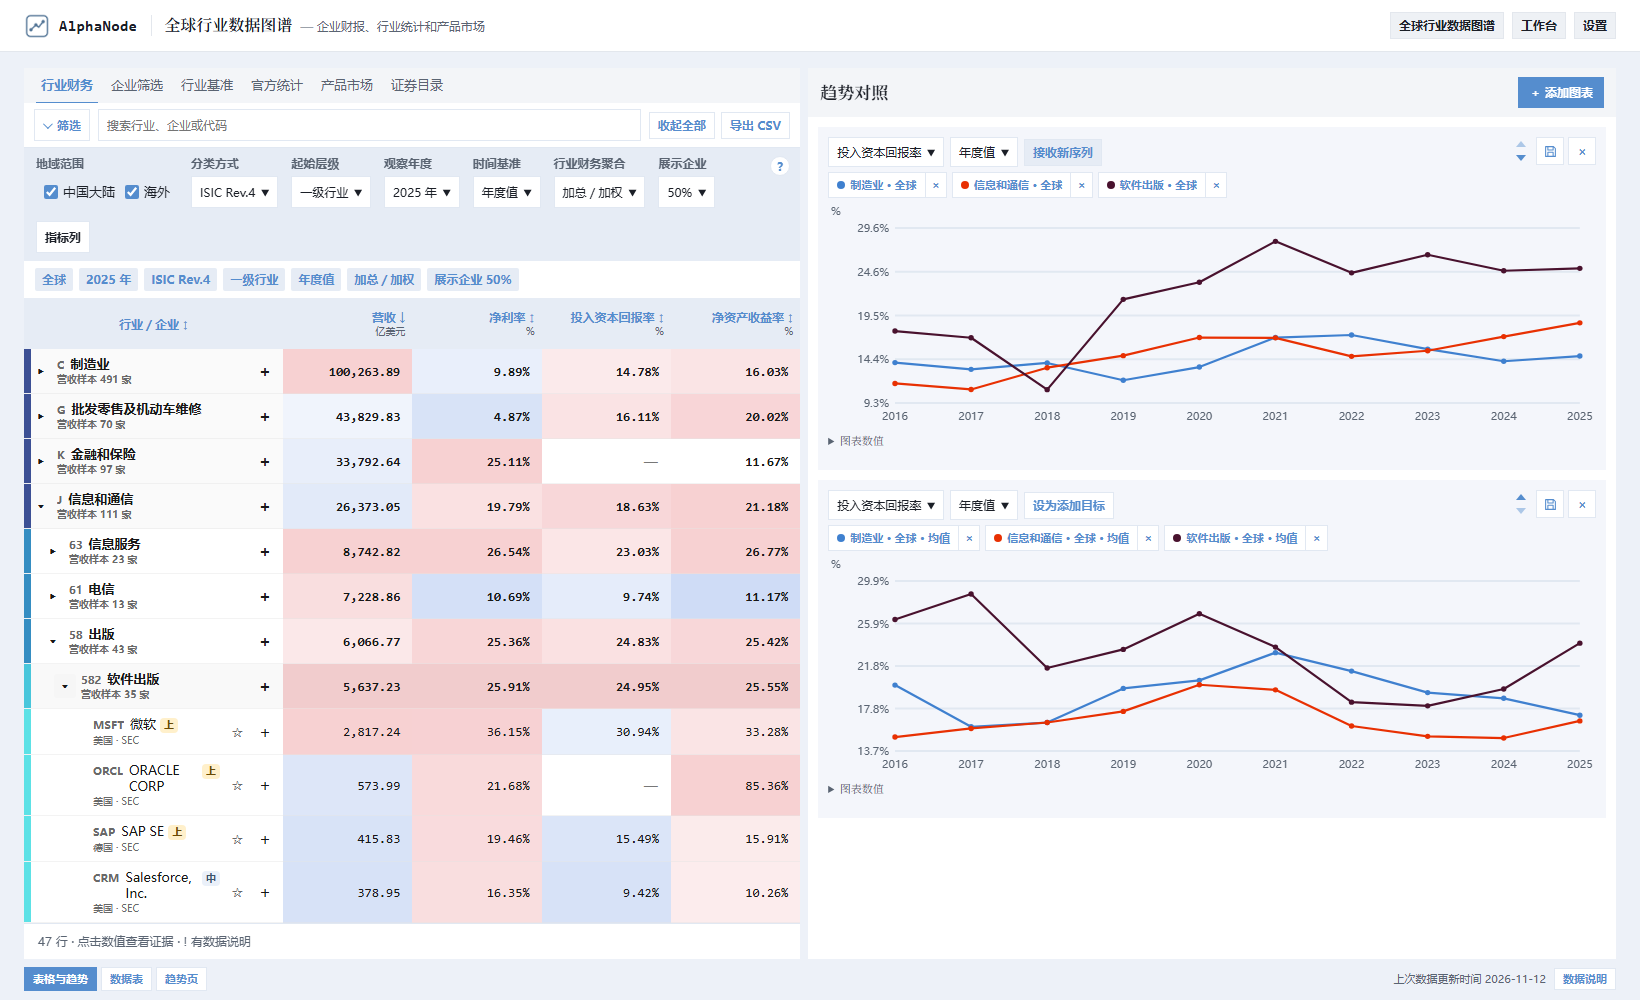 AlphaNode 全球行业数据图谱 — 企业财报、行业统计和产品市场 全球行业数据图谱 工作台 设置
行业财务 企业筛选 行业基准 官方统计 产品市场 证券目录
筛选 搜索行业、企业或代码 收起全部 导出 CSV
地域范围 分类方式 起始层级 观察年度 时间基准 行业财务聚合 展示企业 ?
中国大陆 海外 ISIC Rev.4 ▼ 一级行业 ▼ 2025 年 ▼ 年度值 ▼ 加总 / 加权 ▼ 50% ▼
指标列
全球 2025 年 ISIC Rev.4 一级行业 年度值 加总 / 加权 展示企业 50%
行业 / 企业 ↕ 营收 ↓ 净利率 ↕ 投入资本回报率 ↕ 净资产收益率 ↕
亿美元 % % %
▸ C 制造业 + 100,263.89 9.89% 14.78% 16.03%
营收样本 491 家
▸ G 批发零售及机动车维修 + 43,829.83 4.87% 16.11% 20.02%
营收样本 70 家
▸ K 金融和保险 + 33,792.64 25.11% — 11.67%
营收样本 97 家
▾ J 信息和通信 + 26,373.05 19.79% 18.63% 21.18%
营收样本 111 家
▸ 63 信息服务 + 8,742.82 26.54% 23.03% 26.77%
营收样本 23 家
▸ 61 电信 + 7,228.86 10.69% 9.74% 11.17%
营收样本 13 家
▾ 58 出版 + 6,066.77 25.36% 24.83% 25.42%
营收样本 43 家
▾ 582 软件出版 + 5,637.23 25.91% 24.95% 25.55%
营收样本 35 家
MSFT 微软 上 ☆ + 2,817.24 36.15% 30.94% 33.28%
美国 · SEC
ORCL ORACLE 上
CORP ☆ + 573.99 21.68% — 85.36%
美国 · SEC
SAP SAP SE 上 ☆ + 415.83 19.46% 15.49% 15.91%
德国 · SEC
CRM Salesforce, 中
Inc. ☆ + 378.95 16.35% 9.42% 10.26%
美国 · SEC
47 行 · 点击数值查看证据 · ! 有数据说明
趋势对照 + 添加图表
投入资本回报率 ▼ 年度值 ▼ 接收新序列 ×
制造业 • 全球 × 信息和通信 • 全球 × 软件出版 • 全球 ×
%
29.6%
24.6%
19.5%
14.4%
9.3%
2016 2017 2018 2019 2020 2021 2022 2023 2024 2025
▶ 图表数值
投入资本回报率 ▼ 年度值 ▼ 设为添加目标 ×
制造业 • 全球 • 均值 × 信息和通信 • 全球 • 均值 × 软件出版 • 全球 • 均值 ×
%
29.9%
25.9%
21.8%
17.8%
13.7%
2016 2017 2018 2019 2020 2021 2022 2023 2024 2025
▶ 图表数值
表格与趋势 数据表 趋势页 上次数据更新时间 2026-11-12 数据说明